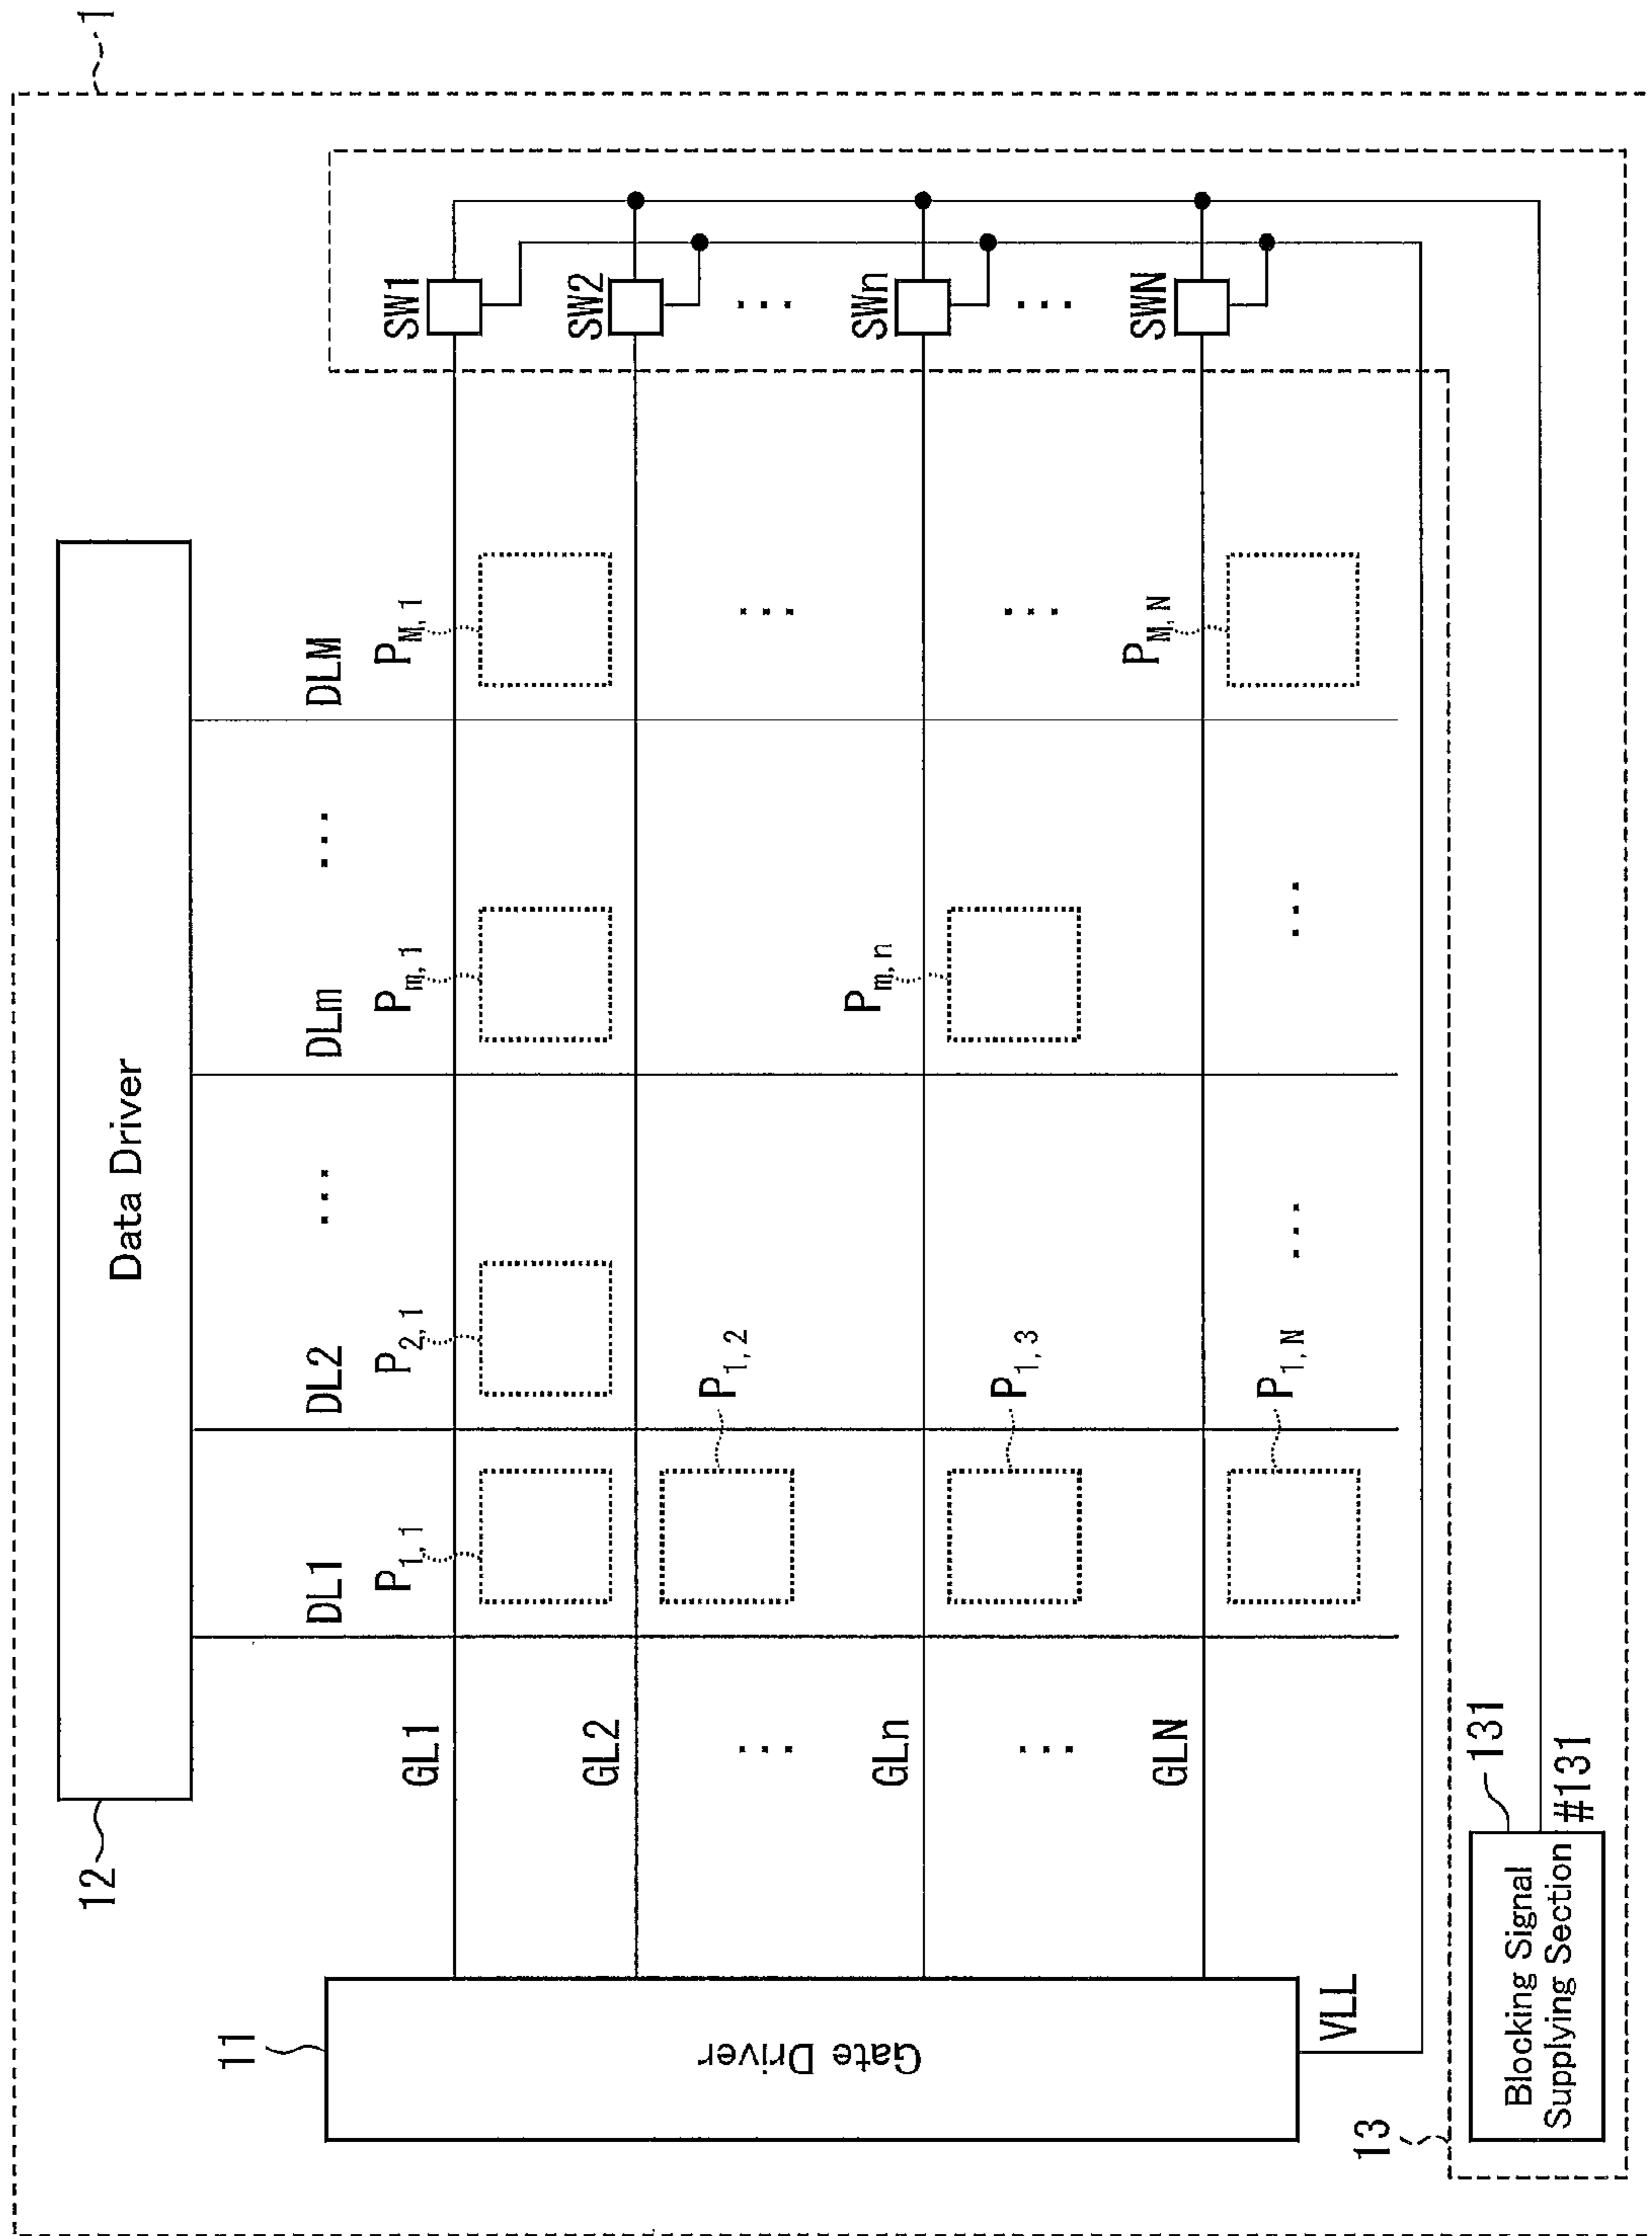 1
12
Data Driver
DL1
DL2
...
DLm
...
DLM
P1,1
P2,1
Pm,1
PM,1
SW1
GL1
GL2
SW2
P1,2
...
...
...
11
Gate Driver
GLn
Pm,n
SWn
P1,3
...
...
...
GLN
PM,N
SWN
P1,N
...
...
VLL
13
131
Blocking Signal
Supplying Section
#131